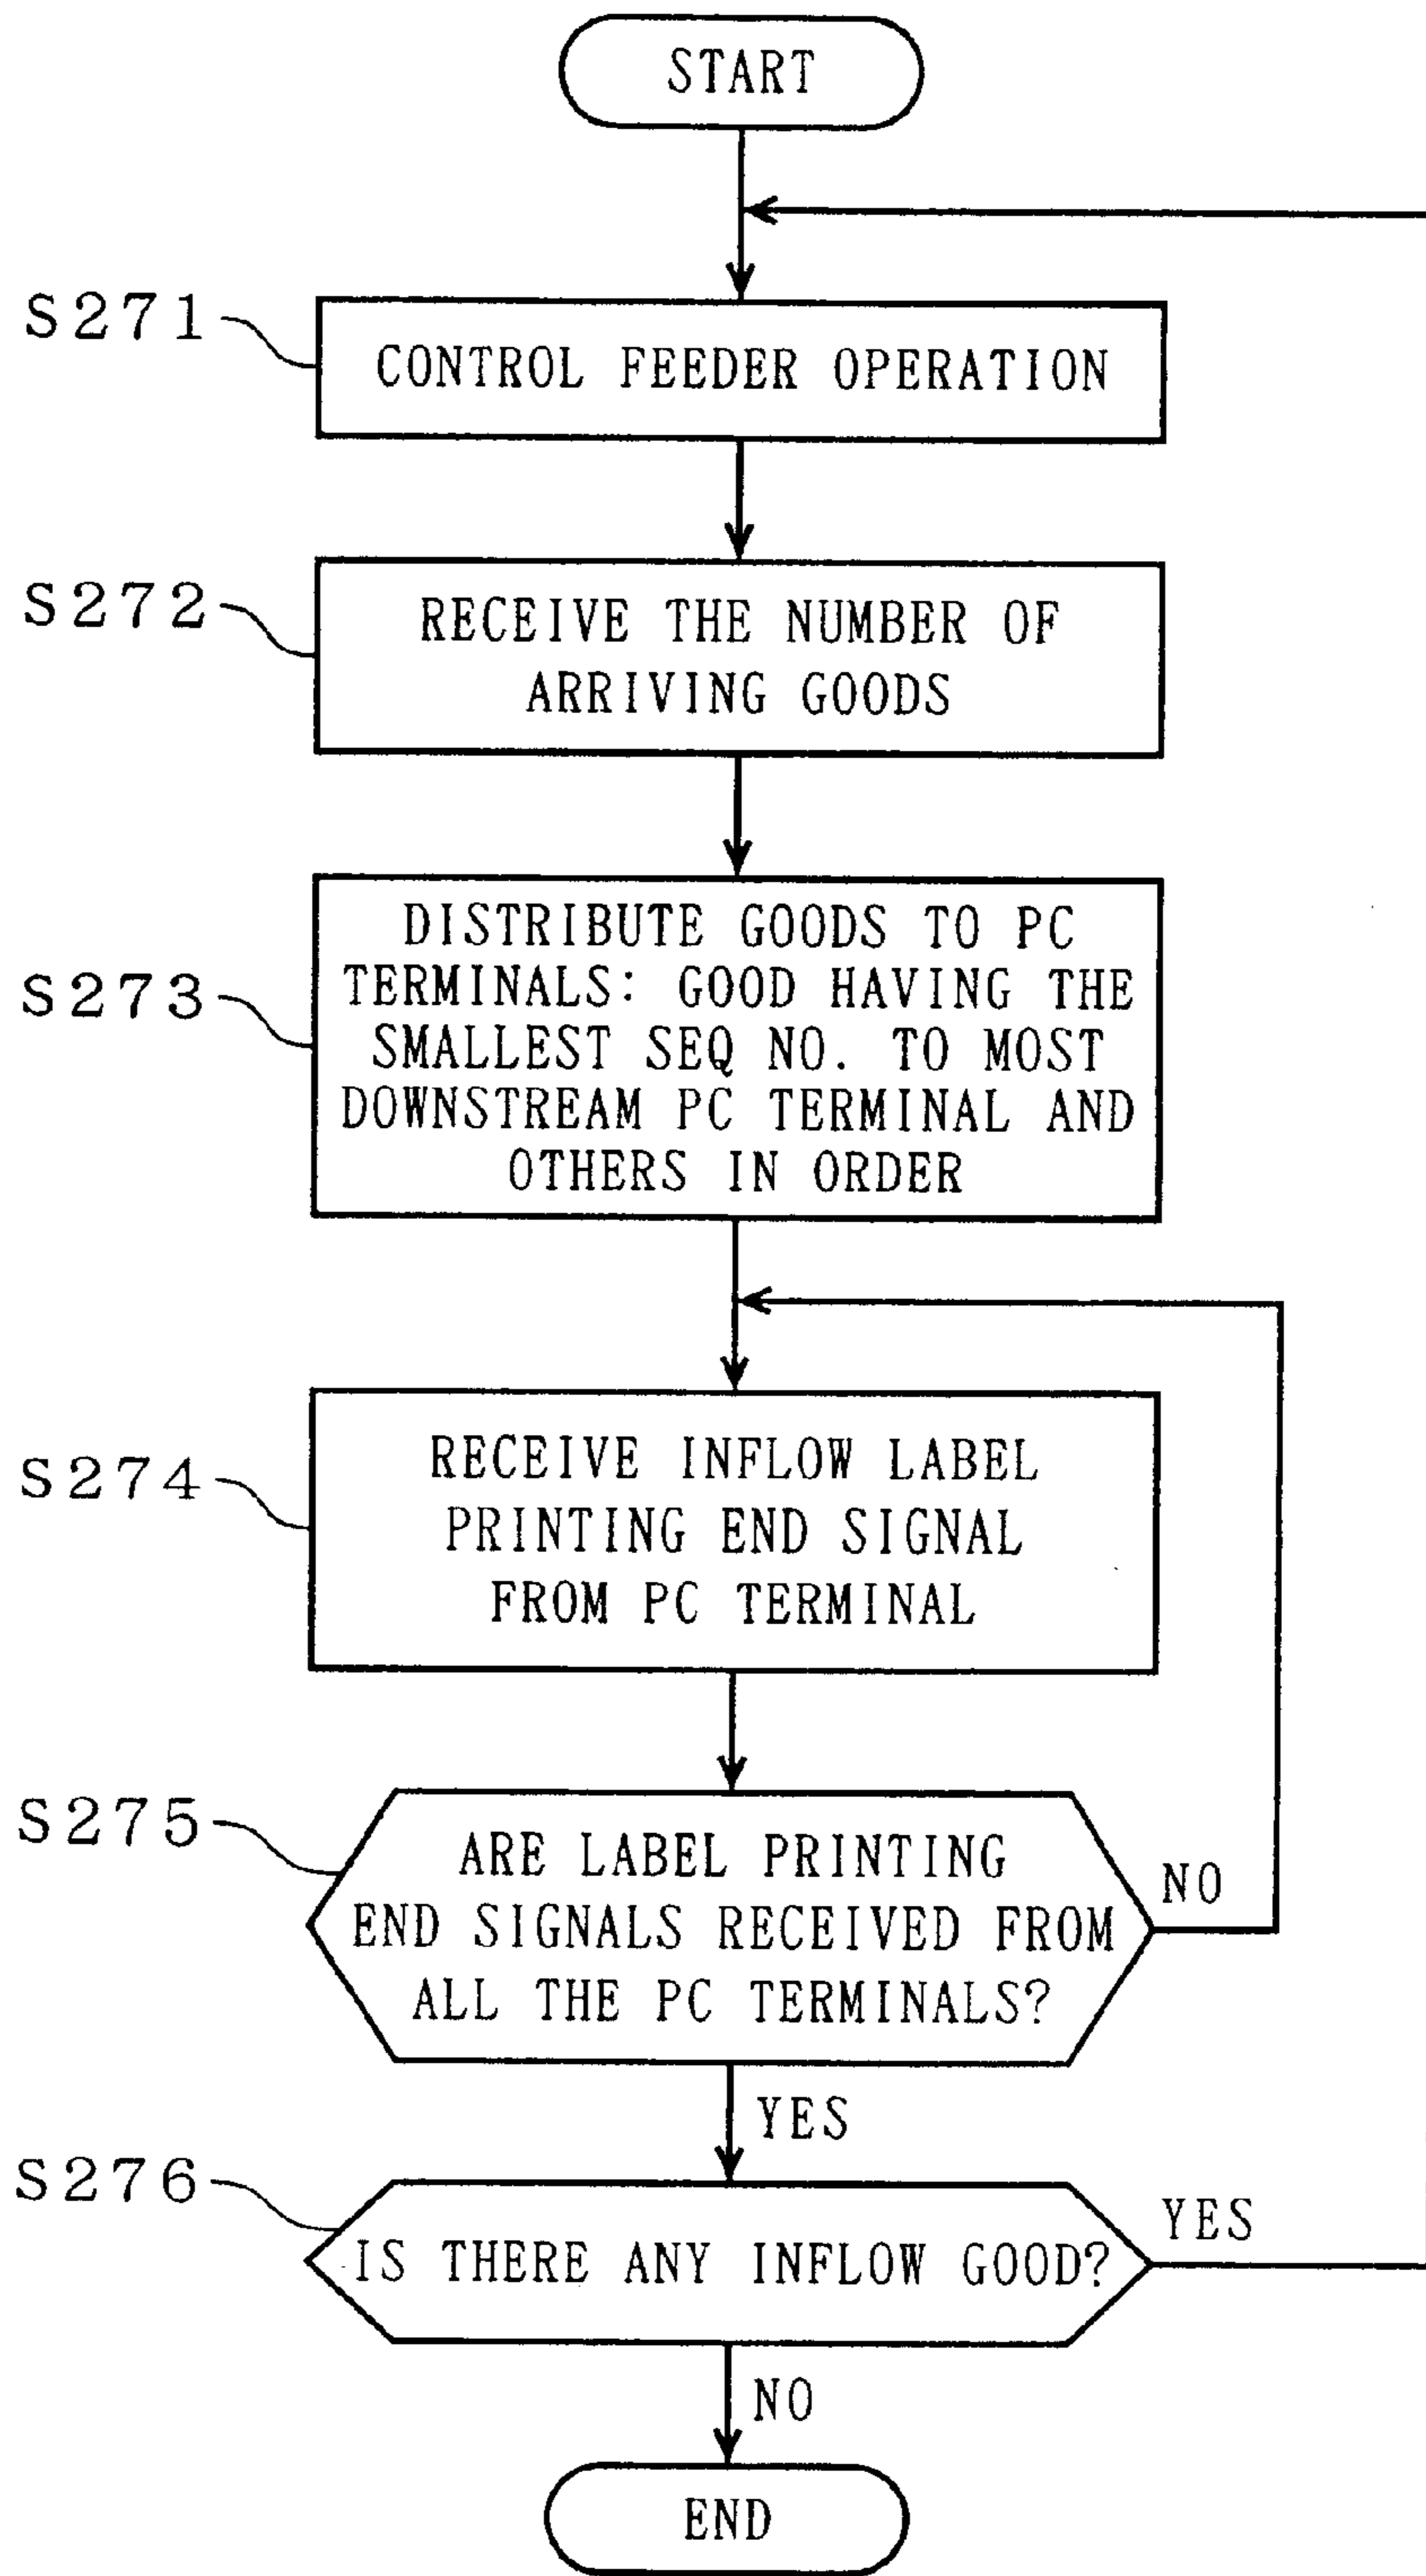 START
S271
CONTROL FEEDER OPERATION
S272
RECEIVE THE NUMBER OF
ARRIVING GOODS
S273
DISTRIBUTE GOODS TO PC
TERMINALS: GOOD HAVING THE
SMALLEST SEQ NO. TO MOST
DOWNSTREAM PC TERMINAL AND
OTHERS IN ORDER
S274
RECEIVE INFLOW LABEL
PRINTING END SIGNAL
FROM PC TERMINAL
S275
ARE LABEL PRINTING
END SIGNALS RECEIVED FROM
ALL THE PC TERMINALS?
NO
YES
S276
IS THERE ANY INFLOW GOOD?
YES
NO
END